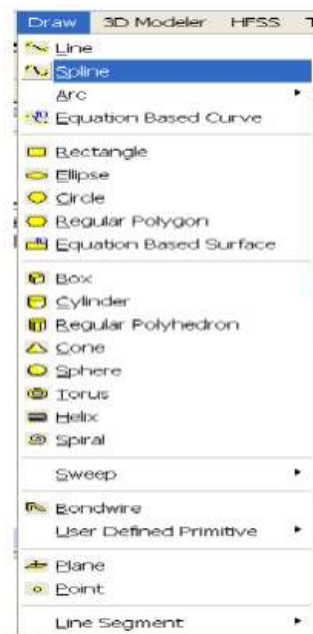 Draw 3D Modeler HFSS T
Line
Spline
Arc
Equation Based Curve
Rectangle
Ellipse
Circle
Regular Polygon
Equation Based Surface
Box
Cylinder
Regular Polyhedron
Cone
Sphere
Torus
Helix
Spiral
Sweep
Bondwire
User Defined Primitive
Plane
Point
Line Segment